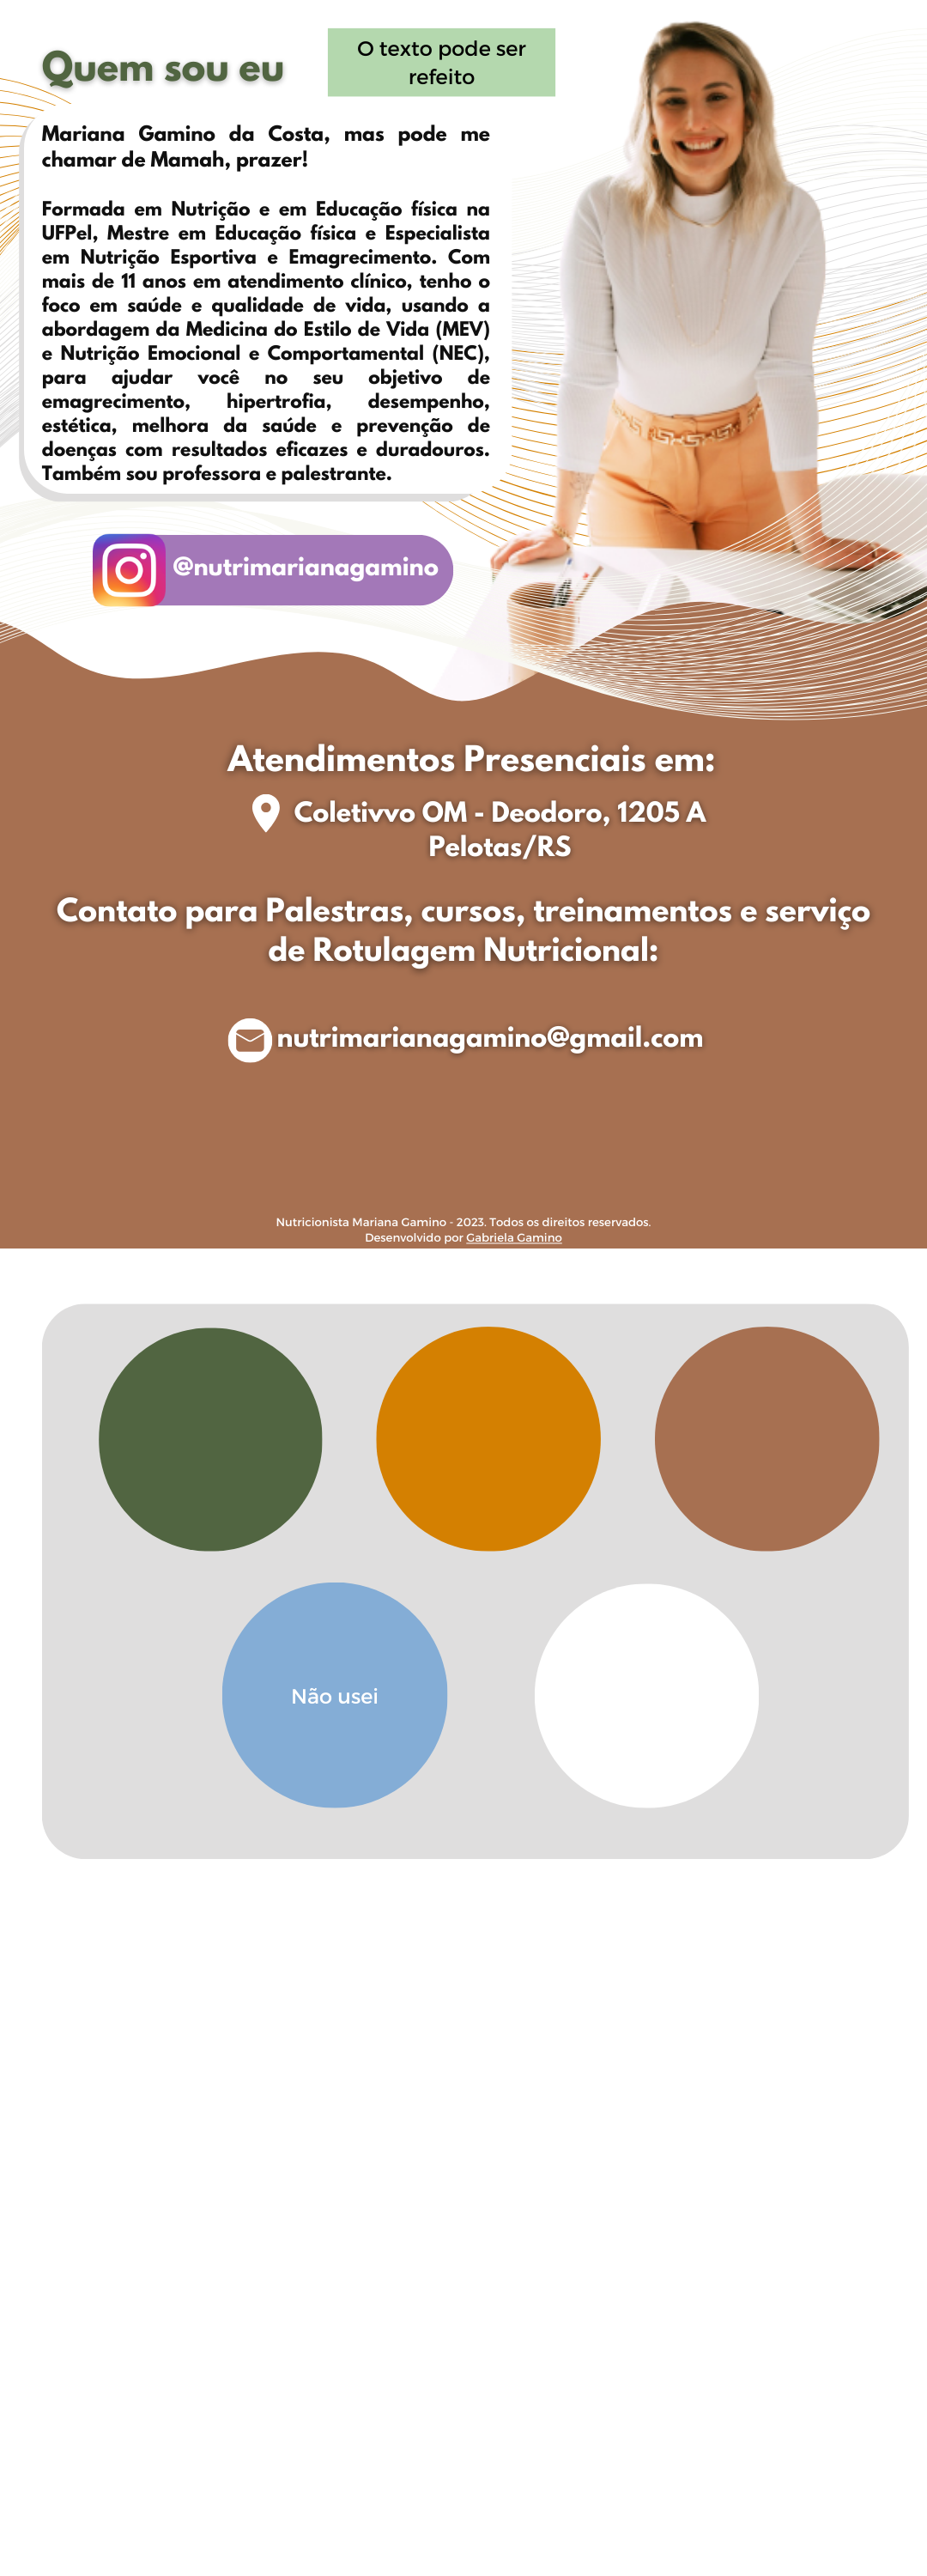 Quem sou eu
O texto pode ser
refeito
Mariana Gamino da Costa, mas pode me
chamar de Mamah, prazer!
Formada em Nutrição e em Educação física na
UFPel, Mestre em Educação física e Especialista
em Nutrição Esportiva e Emagrecimento. Com
mais de 11 anos em atendimento clínico, tenho o
foco em saúde e qualidade de vida, usando a
abordagem da Medicina do Estilo de Vida (MEV)
e Nutrição Emocional e Comportamental (NEC),
para ajudar você no seu objetivo de
emagrecimento, hipertrofia, desempenho,
estética, melhora da saúde e prevenção de
doenças com resultados eficazes e duradouros.
Também sou professora e palestrante.
@nutrimarianagamino
Atendimentos Presenciais em:
Coletivvo OM - Deodoro, 1205 A
Pelotas/RS
Contato para Palestras, cursos, treinamentos e serviço
de Rotulagem Nutricional:
nutrimarianagamino@gmail.com
Nutricionista Mariana Gamino - 2023. Todos os direitos reservados.
Desenvolvido por Gabriela Gamino
Não usei